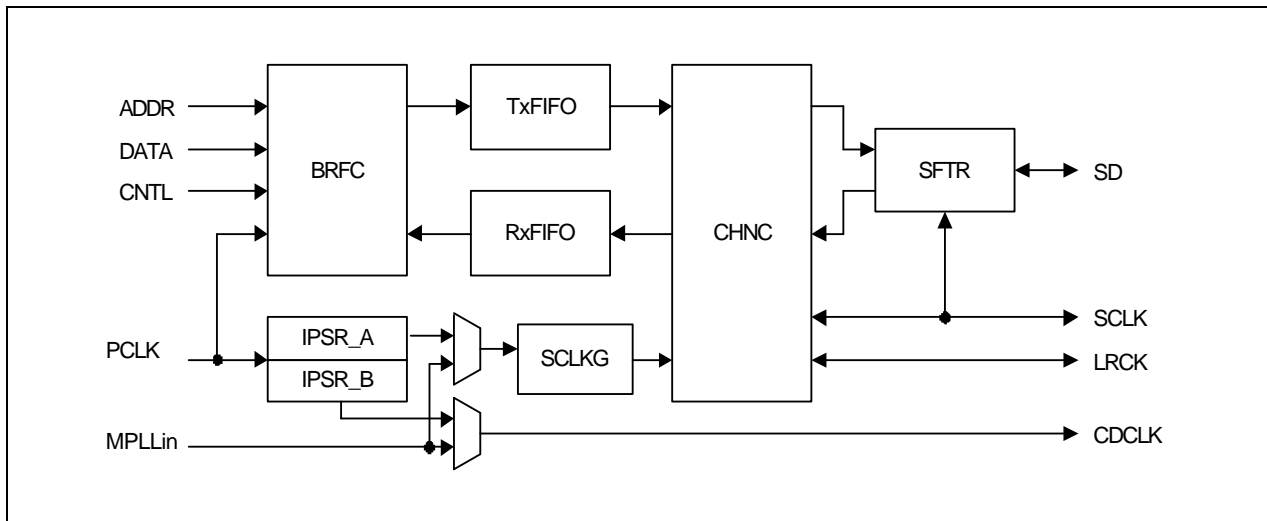 ADDR
DATA
CNTL
BRFC
TxFIFO
RxFIFO
CHNC
SFTR
SD
PCLK
IPSR_A
IPSR_B
SCLKG
SCLK
LRCK
MPLLin
CDCLK